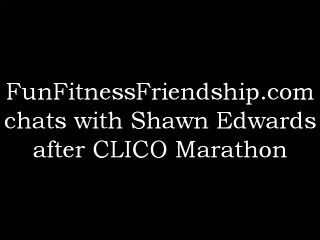 FunFitnessFriendship.com
chats with Shawn Edwards
after CLICO Marathon